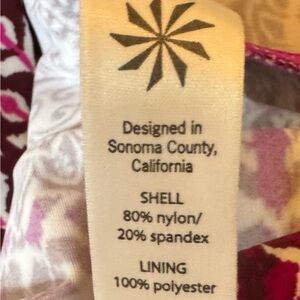 Designed in
Sonoma County,
California
SHELL
80% nylon/
20% spandex
LINING
100% polyester